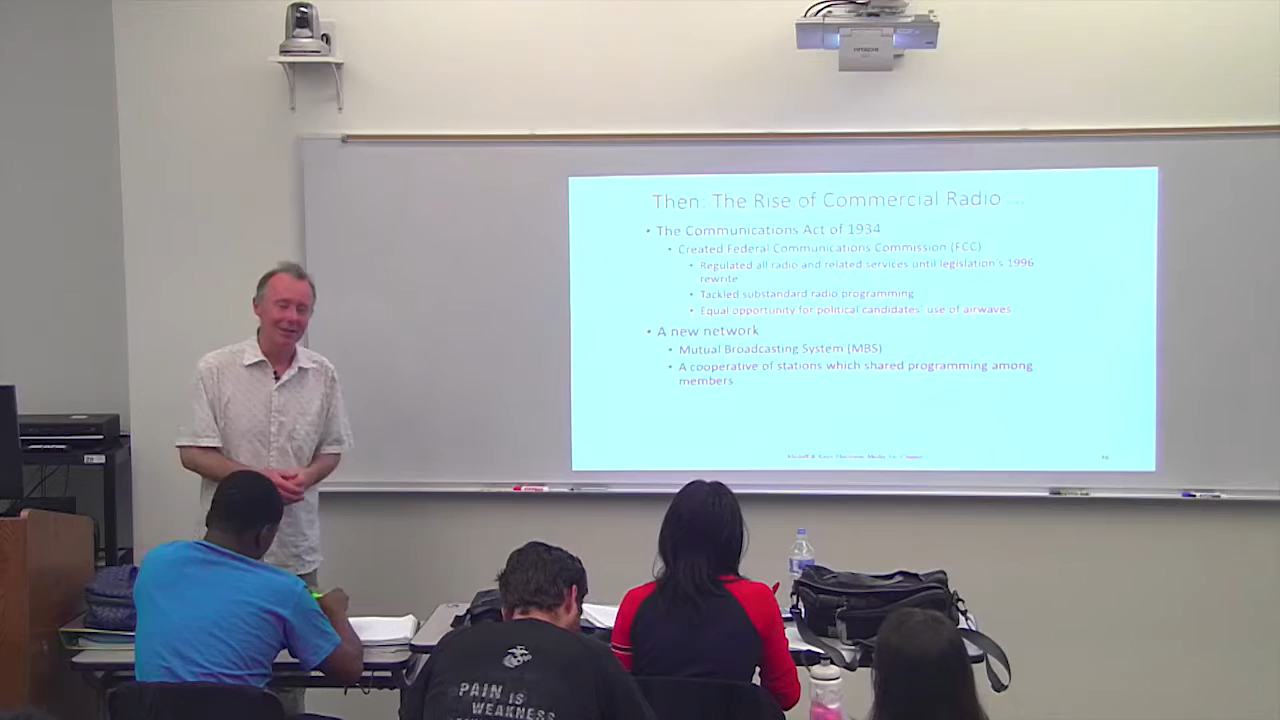 HITACHI
Then: The Rise of Commercial Radio
• The Communications Act of 1934
• Created Federal Communications Commission (FCC)
• Regulated all radio and related services until legislation's 1996
rewrite
• Tackled substandard radio programming
• Equal opportunity for political candidates' use of airwaves
• A new network
• Mutual Broadcasting System (MBS)
• A cooperative of stations which shared programming among
members
PAIN IS
WEAKNESS